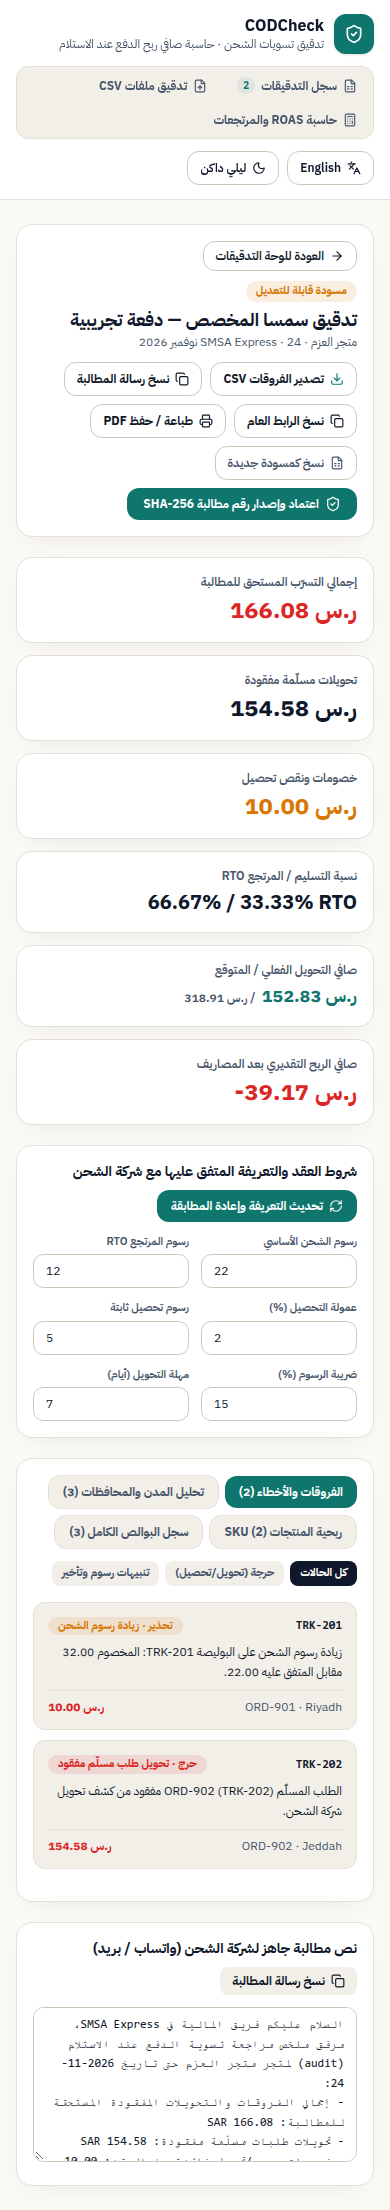 CODCheck
تدقيق تسويات الشحن · حاسبة صافي ربح الدفع عند الاستلام
سجل التدقيقات 2
تدقيق ملفات CSV
حاسبة ROAS والمرتجعات
English
ليلي داكن
العودة للوحة التدقيقات
مسودة قابلة للتعديل
تدقيق سمسا المخصص — دفعة تجريبية
متجر العزم · SMSA Express · 24 نوفمبر 2026
تصدير الفروقات CSV
نسخ رسالة المطالبة
نسخ الرابط العام
طباعة / حفظ PDF
نسخ كمسودة جديدة
اعتماد وإصدار رقم مطالبة SHA-256
إجمالي التسرّب المستحق للمطالبة
166.08 ر.س
تحويلات مسلّمة مفقودة
154.58 ر.س
خصومات ونقص تحصيل
10.00 ر.س
نسبة التسليم / المرتجع RTO
66.67% / 33.33% RTO
صافي التحويل الفعلي / المتوقع
152.83 ر.س / 318.91 ر.س
صافي الربح التقديري بعد المصاريف
-39.17 ر.س
شروط العقد والتعريفة المتفق عليها مع شركة الشحن
تحديث التعريفة وإعادة المطابقة
رسوم الشحن الأساسي
رسوم المرتجع RTO
22
12
عمولة التحصيل (%)
رسوم تحصيل ثابتة
2
5
ضريبة الرسوم (%)
مهلة التحويل (أيام)
15
7
الفروقات والأخطاء (2)
تحليل المدن والمحافظات (3)
ربحية المنتجات SKU (2)
سجل البوالص الكامل (3)
كل الحالات
حرجة (تحويل/تحصيل)
تنبيهات رسوم وتأخير
TRK-201
تحذير · زيادة رسوم الشحن
زيادة رسوم الشحن على البوليصة TRK-201: المخصوم 32.00
مقابل المتفق عليه 22.00.
ORD-901 · Riyadh
10.00 ر.س
TRK-202
حرج · تحويل طلب مسلّم مفقود
الطلب المسلّم ORD-902 (TRK-202) مفقود من كشف تحويل
شركة الشحن.
ORD-902 · Jeddah
154.58 ر.س
نص مطالبة جاهز لشركة الشحن (واتساب / بريد)
نسخ رسالة المطالبة
السلام عليكم فريق المالية في SMSA Express،
مرفق ملخص مراجعة تسوية الدفع عند الاستلام
(audit) لمتجر متجر العزم حتى تاريخ 2026-11-
24:
- إجمالي الفروقات والتحويلات المفقودة المستحقة
للمطالبة: 166.08 SAR
- تحويلات طلبات مسلّمة مفقودة: 154.58 SAR